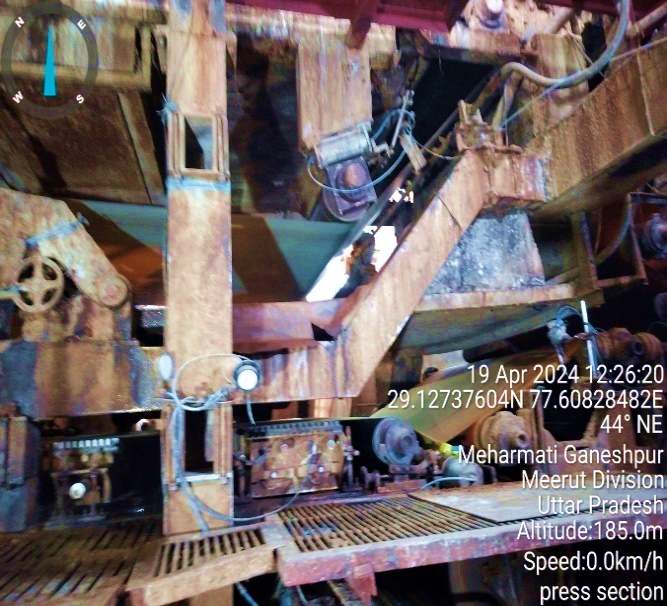 N
E
W
S
19 Apr 2024 12:26:20
29.12737604N 77.60828482E
44° NE
Meharmati Ganeshpur
Meerut Division
Uttar Pradesh
Altitude:185.0m
Speed:0.0km/h
press section